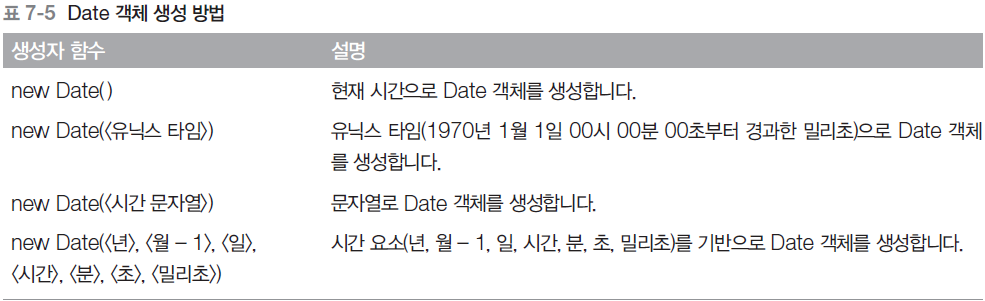 표 7-5 Date 객체 생성 방법
생성자 함수 설명
new Date() 현재 시간으로 Date 객체를 생성합니다.
new Date(〈유닉스 타임〉) 유닉스 타임(1970년 1월 1일 00시 00분 00초부터 경과한 밀리초)으로 Date 객체
를 생성합니다.
new Date(〈시간 문자열〉) 문자열로 Date 객체를 생성합니다.
new Date(〈년〉, 〈월 – 1〉, 〈일〉, 시간 요소(년, 월 – 1, 일, 시간, 분, 초, 밀리초)를 기반으로 Date 객체를 생성합니다.
〈시간〉, 〈분〉, 〈초〉, 〈밀리초〉)